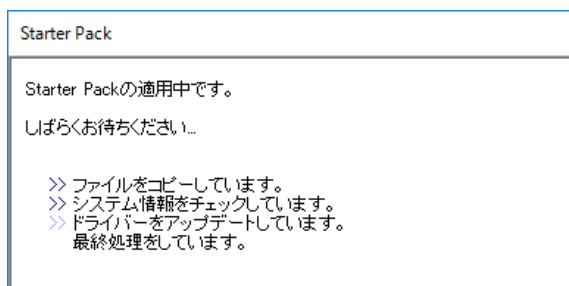 Starter Pack
Starter Packの適用中です。
しばらくお待ちください...
>> ファイルをコピーしています。
>> システム情報をチェックしています。
>> ドライバーをアップデートしています。
最終処理をしています。